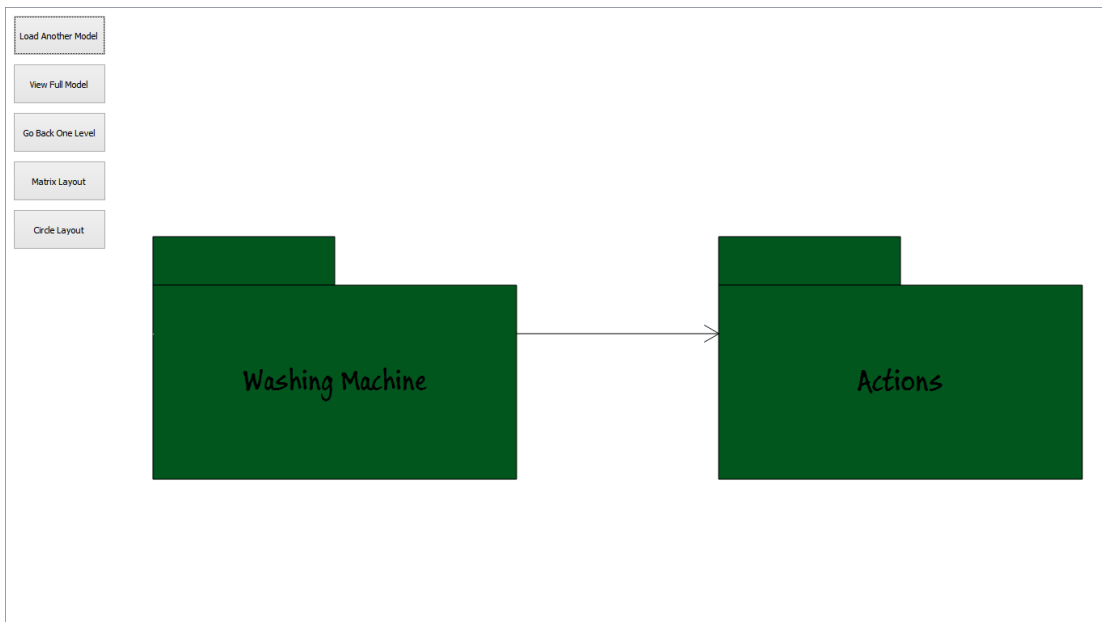 Load Another Model
View Full Model
Go Back One Level
Matrix Layout
Circle Layout
Washing Machine
Actions